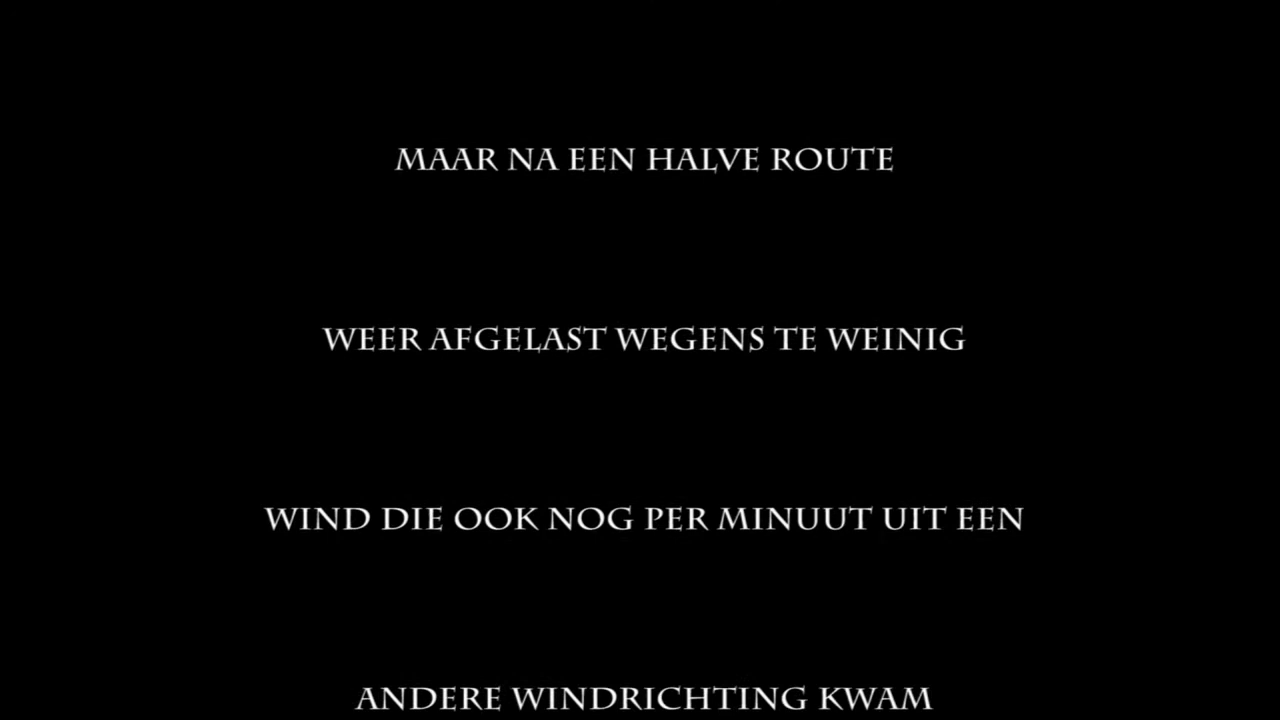 MAAR NA EEN HALVE ROUTE
WEER AFGELAST WEGENS TE WEINIG
WIND DIE OOK NOG PER MINUUT UIT EEN
ANDERE WINDRICHTING KWAM